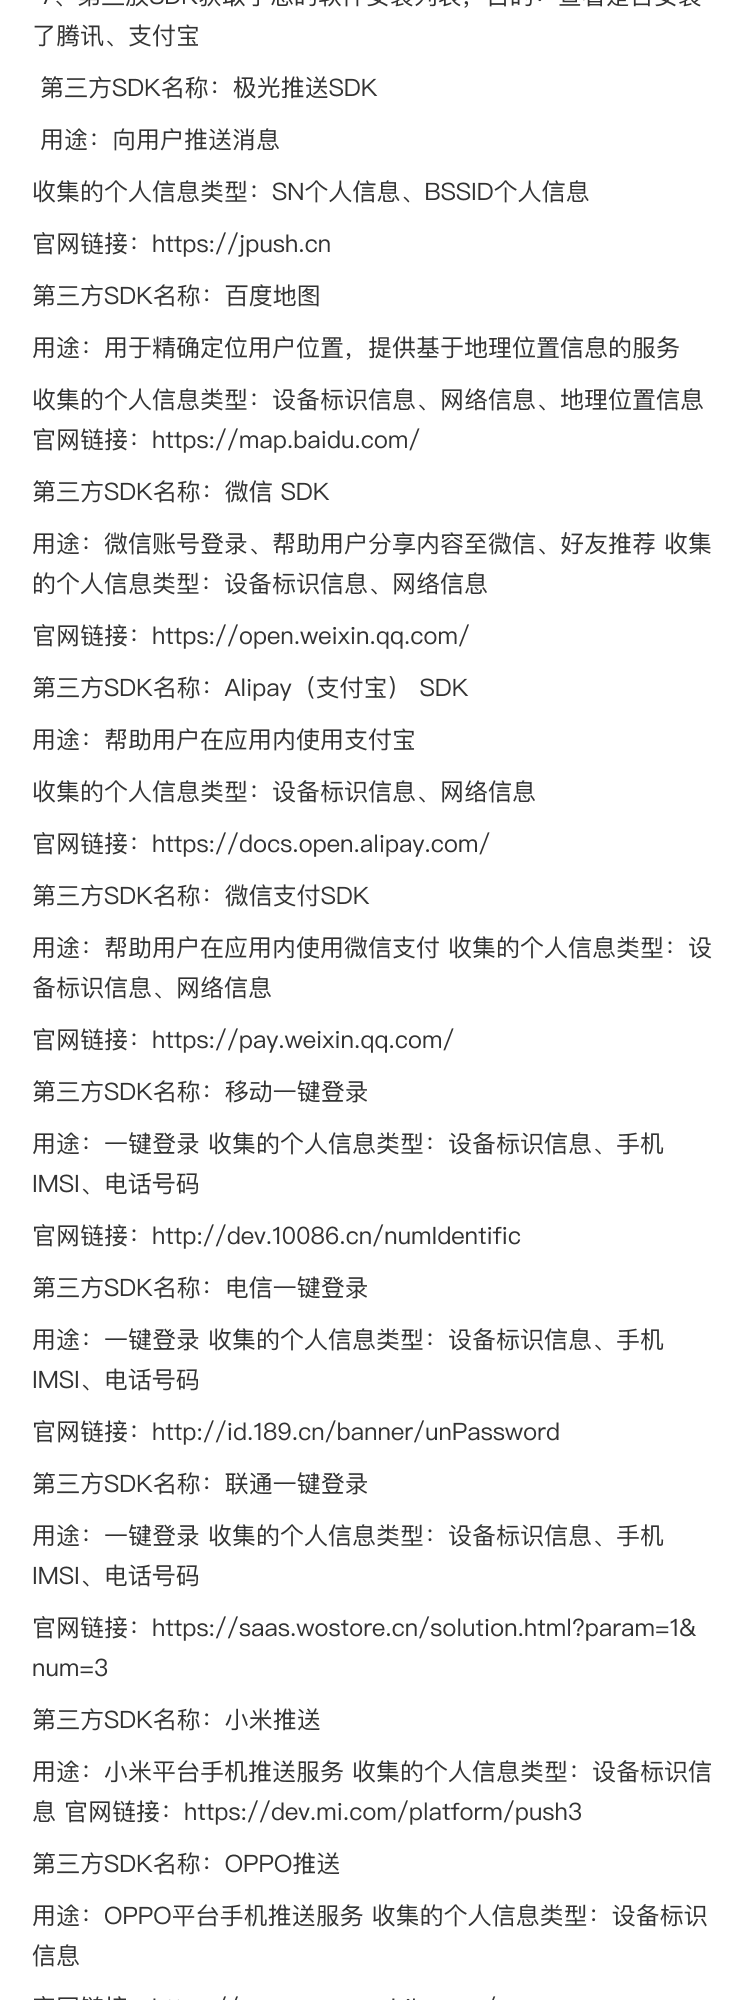 7、第三放SDK获取了您的软件安装列表，目的：查看是否安装
了腾讯、支付宝
第三方SDK名称：极光推送SDK
用途：向用户推送消息
收集的个人信息类型：SN个人信息、BSSID个人信息
官网链接：https://jpush.cn
第三方SDK名称：百度地图
用途：用于精确定位用户位置，提供基于地理位置信息的服务
收集的个人信息类型：设备标识信息、网络信息、地理位置信息
官网链接：https://map.baidu.com/
第三方SDK名称：微信 SDK
用途：微信账号登录、帮助用户分享内容至微信、好友推荐 收集
的个人信息类型：设备标识信息、网络信息
官网链接：https://open.weixin.qq.com/
第三方SDK名称：Alipay（支付宝） SDK
用途：帮助用户在应用内使用支付宝
收集的个人信息类型：设备标识信息、网络信息
官网链接：https://docs.open.alipay.com/
第三方SDK名称：微信支付SDK
用途：帮助用户在应用内使用微信支付 收集的个人信息类型：设
备标识信息、网络信息
官网链接：https://pay.weixin.qq.com/
第三方SDK名称：移动一键登录
用途：一键登录 收集的个人信息类型：设备标识信息、手机
IMSI、电话号码
官网链接：http://dev.10086.cn/numIdentific
第三方SDK名称：电信一键登录
用途：一键登录 收集的个人信息类型：设备标识信息、手机
IMSI、电话号码
官网链接：http://id.189.cn/banner/unPassword
第三方SDK名称：联通一键登录
用途：一键登录 收集的个人信息类型：设备标识信息、手机
IMSI、电话号码
官网链接：https://saas.wostore.cn/solution.html?param=1&
num=3
第三方SDK名称：小米推送
用途：小米平台手机推送服务 收集的个人信息类型：设备标识信
息 官网链接：https://dev.mi.com/platform/push3
第三方SDK名称：OPPO推送
用途：OPPO平台手机推送服务 收集的个人信息类型：设备标识
信息